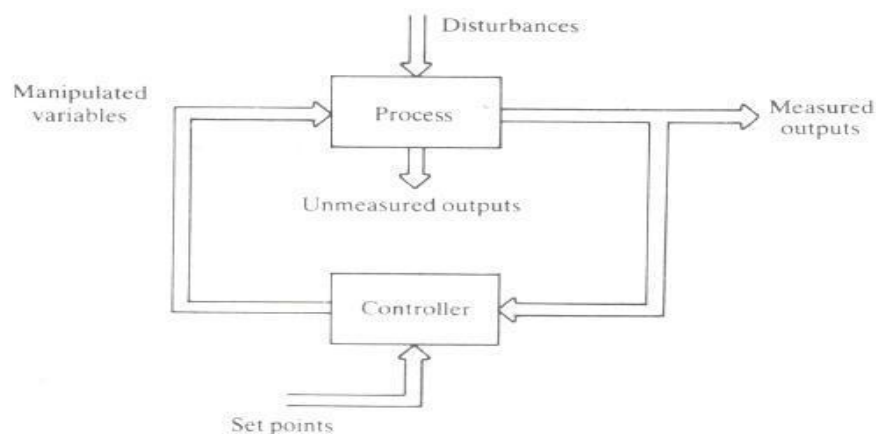 Disturbances
Manipulated
variables
Process
Measured
outputs
Unmeasured outputs
Controller
Set points